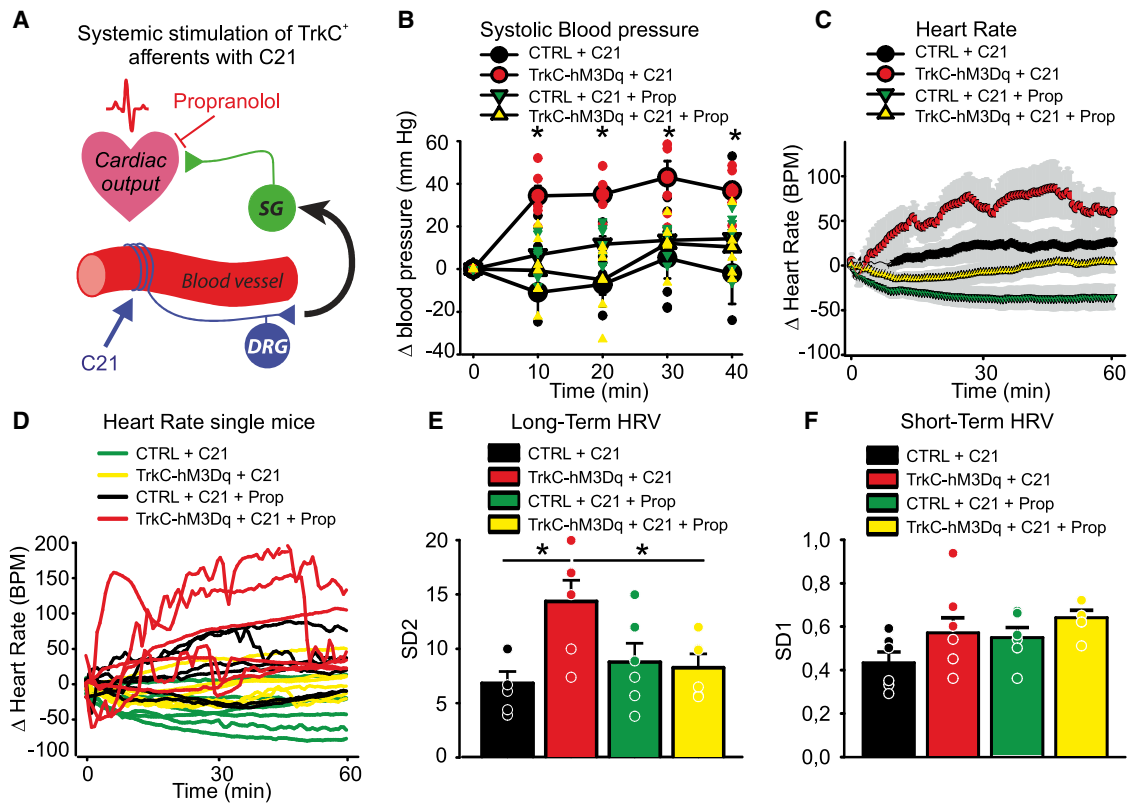 A
Systemic stimulation of TrkC+
afferents with C21
Propranolol
Cardiac
output
SG
Blood vessel
C21
DRG
B
Systolic Blood pressure
CTRL + C21
TrkC-hM3Dq + C21
CTRL + C21 + Prop
TrkC-hM3Dq + C21 + Prop
* * * *
Δ blood pressure (mm Hg)
60
40
20
0
-20
-40
0 10 20 30 40
Time (min)
C
Heart Rate
CTRL + C21
TrkC-hM3Dq + C21
CTRL + C21 + Prop
TrkC-hM3Dq + C21 + Prop
Δ Heart Rate (BPM)
100
50
0
-50
-100
0 30 60
Time (min)
D
Heart Rate single mice
CTRL + C21
TrkC-hM3Dq + C21
CTRL + C21 + Prop
TrkC-hM3Dq + C21 + Prop
Δ Heart Rate (BPM)
200
150
100
50
0
-50
-100
0 30 60
Time (min)
E
Long-Term HRV
CTRL + C21
TrkC-hM3Dq + C21
CTRL + C21 + Prop
TrkC-hM3Dq + C21 + Prop
* *
SD2
20
15
10
5
0
F
Short-Term HRV
CTRL + C21
TrkC-hM3Dq + C21
CTRL + C21 + Prop
TrkC-hM3Dq + C21 + Prop
SD1
1,0
0,8
0,6
0,4
0,2
0,0